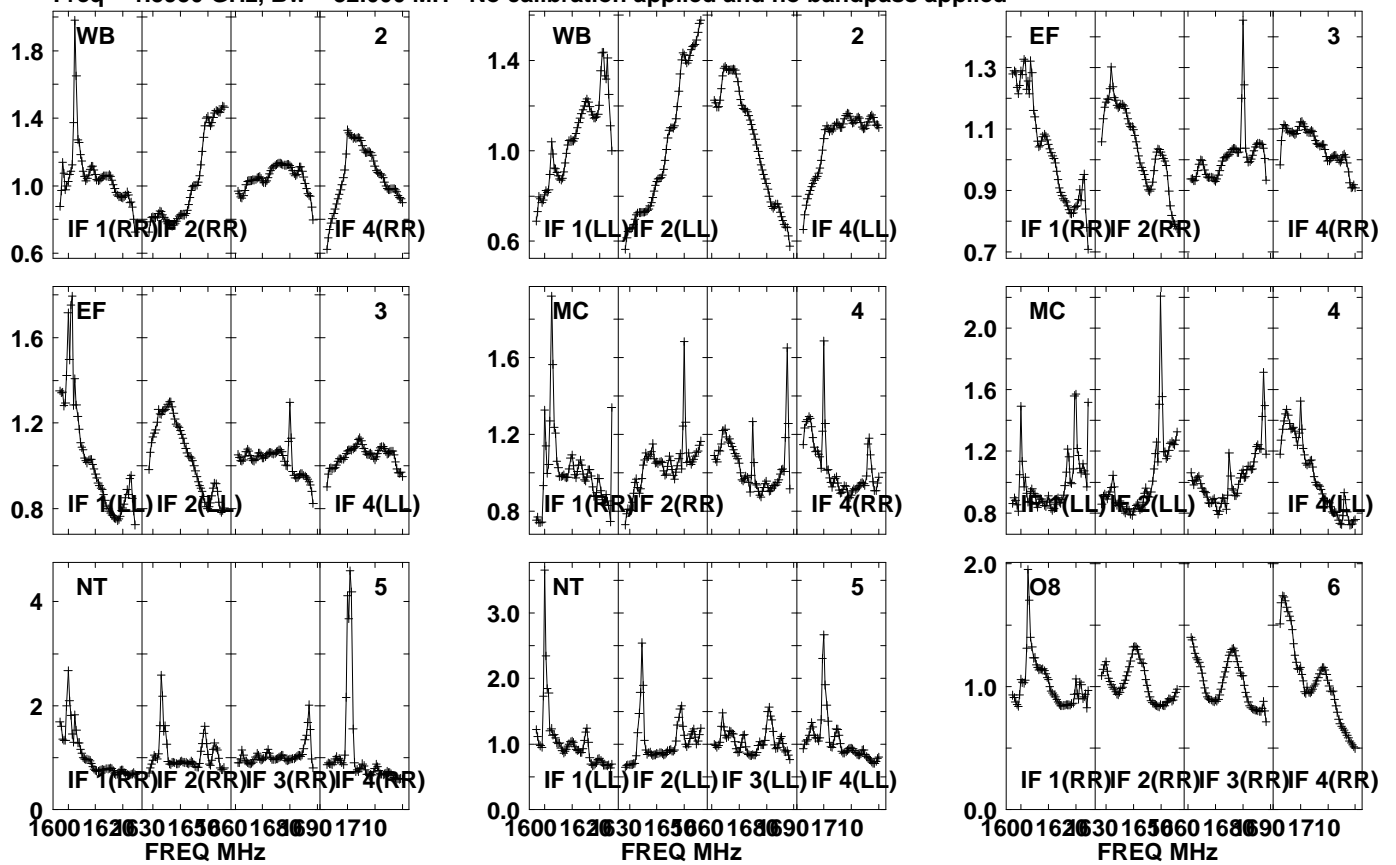 Freq GHz, Bw No calibration applied and no bandpass applied
WB 2
1.8
1.4
1.0
0.6
IF 1(RR) IF 2(RR) IF 4(RR)
WB 2
1.4
1.0
0.6
IF 1(LL) IF 2(LL) IF 4(LL)
EF 3
1.3
1.1
0.9
0.7
IF 1(RR) IF 2(RR) IF 4(RR)
EF 3
1.6
1.2
0.8
IF 1(LL) IF 2(LL) IF 4(LL)
MC 4
1.6
1.2
1.0
0.8
IF 1(RR) IF 2(RR) IF 4(RR)
MC 4
2.0
1.6
1.2
0.8
IF 1(LL) IF 2(LL) IF 4(LL)
NT 5
4
2
0
IF 1(RR) IF 2(RR) IF 3(RR) IF 4(RR)
1600 1620 1630 1650 1660 1680 1690 1710
FREQ MHz
NT 5
3.0
2.0
1.0
0.0
IF 1(LL) IF 2(LL) IF 3(LL) IF 4(LL)
O8 6
2.0
1.0
0.0
IF 1(RR) IF 2(RR) IF 3(RR) IF 4(RR)
1600 1620 1630 1650 1660 1680 1690 1710
FREQ MHz